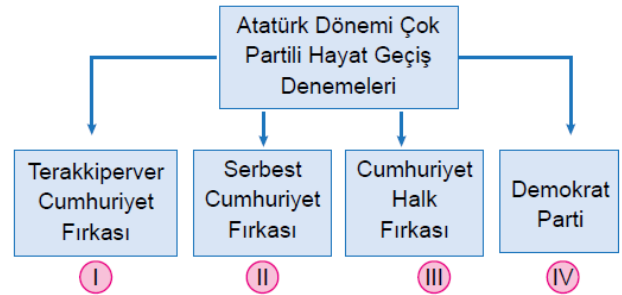 Atatürk Dönemi Çok
Partili Hayat Geçiş
Denemeleri
Terakkiperver
Cumhuriyet
Fırkası
Serbest
Cumhuriyet
Fırkası
Cumhuriyet
Halk
Fırkası
Demokrat
Parti
I
II
III
IV